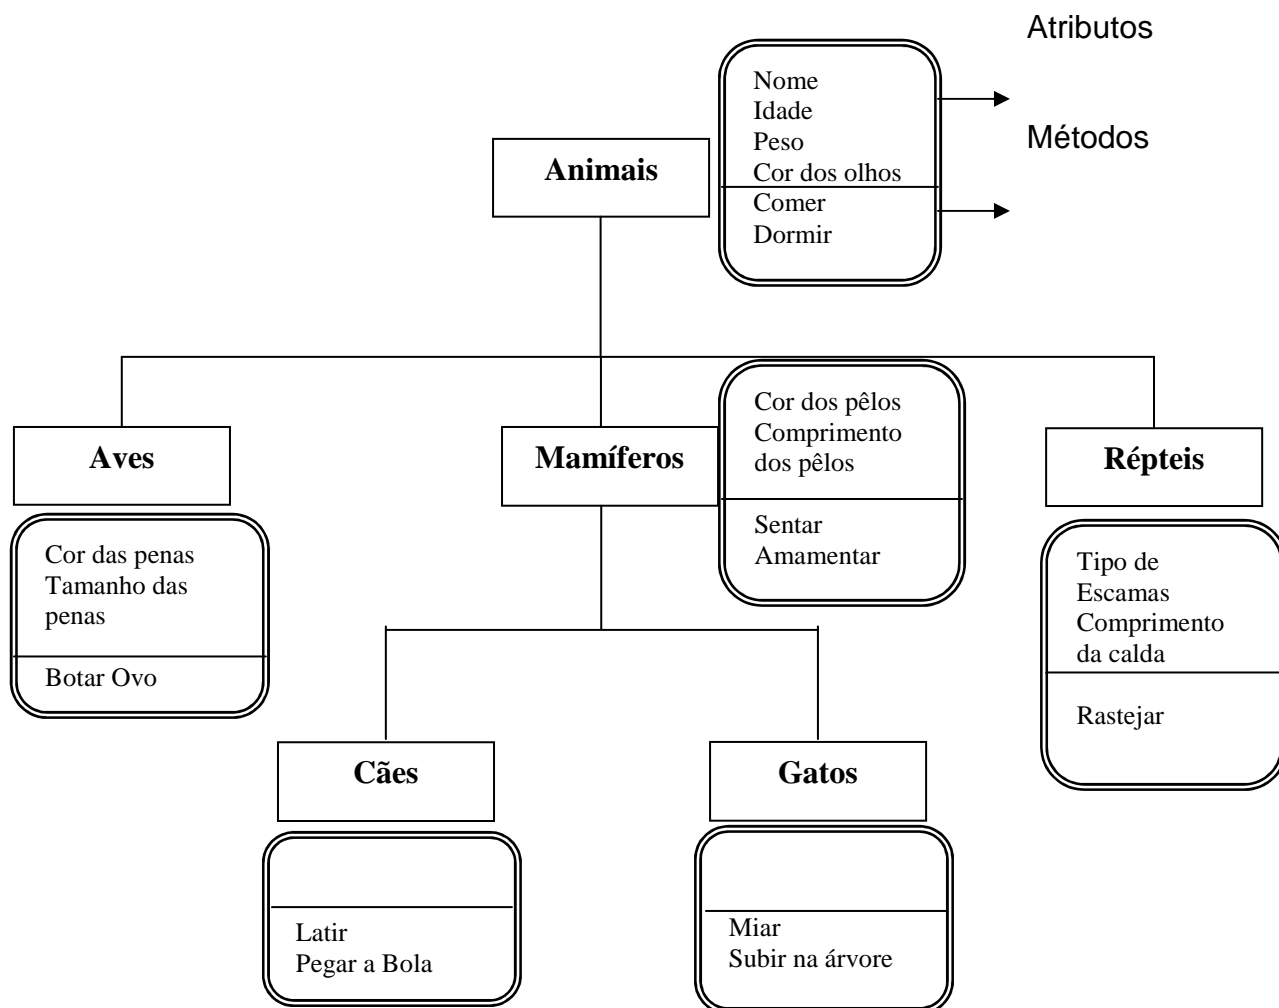 Atributos
Nome
Idade
Peso
Cor dos olhos
Métodos
Animais
Comer
Dormir
Cor dos pêlos
Comprimento
dos pêlos
Aves
Mamíferos
Répteis
Sentar
Amamentar
Cor das penas
Tamanho das
penas
Botar Ovo
Tipo de
Escamas
Comprimento
da calda
Rastejar
Cães
Gatos
Latir
Pegar a Bola
Miar
Subir na árvore